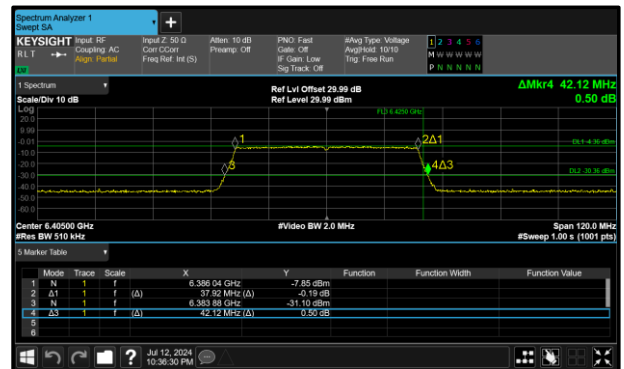 Spectrum Analyzer 1
Swept SA
KEYSIGHT Input: RF Input Z: 50 Ω Atten: 10 dB PNO: Fast #Avg Type: Voltage 1 2 3 4 5 6
RLT Coupling: AC Corr CCorr Preamp: Off Gate: Off Avg|Hold: 10/10 M W W W W W
Align: Partial Freq Ref: Int (S) IF Gain: Low Trig: Free Run
Sig Track: Off P N N N N N
1 Spectrum Ref Lvl Offset 29.99 dB ΔMkr4 42.12 MHz
Scale/Div 10 dB Ref Level 29.99 dBm 0.50 dB
Log
20.0 FL3 6.4250 GHz
9.99
-0.01 1 2Δ1 DL1 -4.36 dBm
-10.0
-20.0 3 4Δ3 DL2 -30.36 dBm
-30.0
-40.0
-50.0
-60.0
Center 6.40500 GHz #Video BW 2.0 MHz Span 120.0 MHz
#Res BW 510 kHz #Sweep 1.00 s (1001 pts)
5 Marker Table
Mode Trace Scale X Y Function Function Width Function Value
1 N 1 f 6.386 04 GHz -7.85 dBm
2 Δ1 1 f (Δ) 37.92 MHz (Δ) -0.19 dB
3 N 1 f 6.383 88 GHz -31.10 dBm
4 Δ3 1 f (Δ) 42.12 MHz (Δ) 0.50 dB
5
6
? Jul 12, 2024
10:36:30 PM